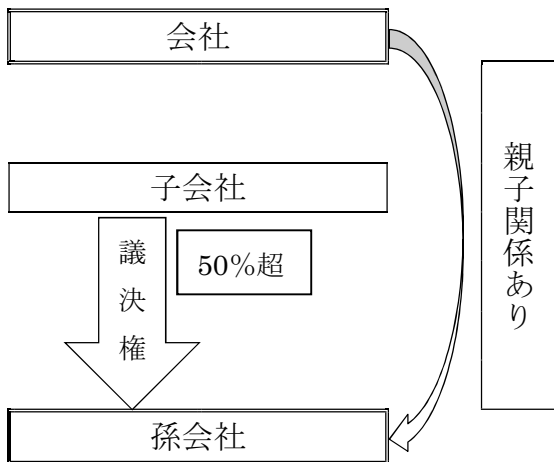 会社
子会社
議決権
50%超
孫会社
親子関係あり